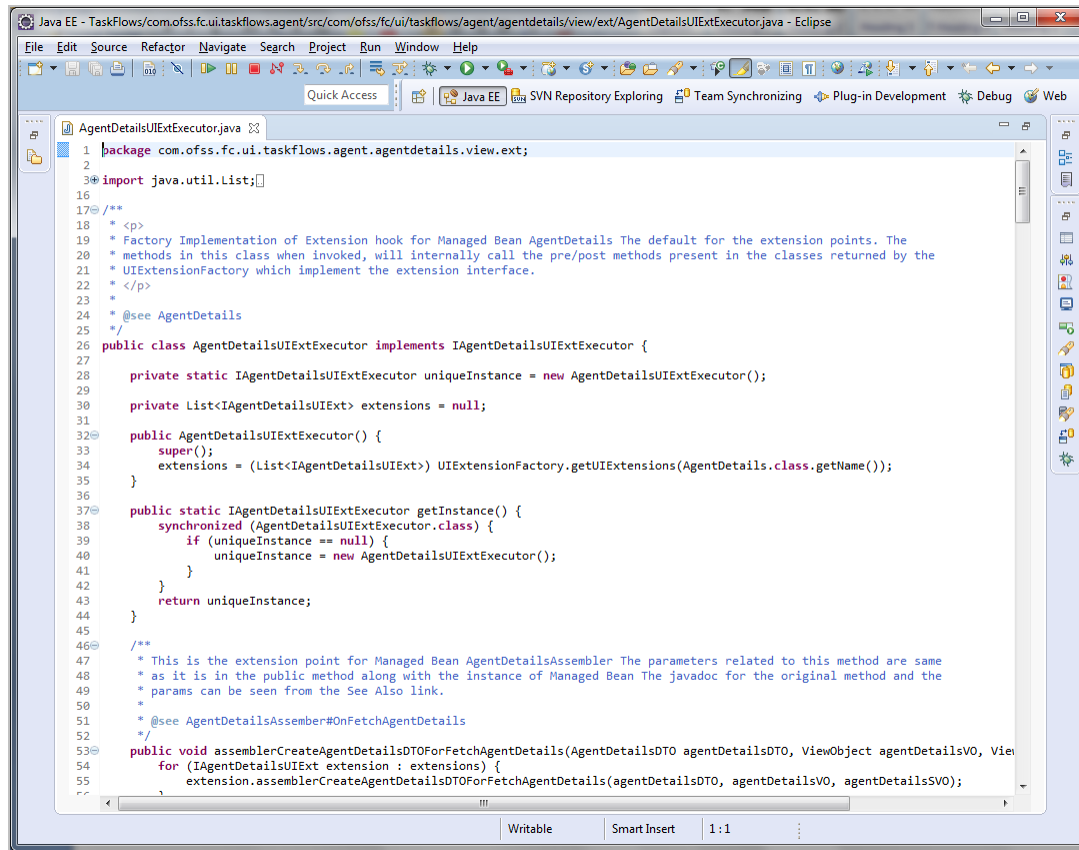 Java EE - TaskFlows/com.ofss.fc.ui.taskflows.agent/src/com/ofss/fc/ui/taskflows/agent/agentdetails/view/ext/AgentDetailsUIExtExecutor.java - Eclipse
File Edit Source Refactor Navigate Search Project Run Window Help
Quick Access Java EE SVN Repository Exploring Team Synchronizing Plug-in Development Debug Web
AgentDetailsUIExtExecutor.java
1 package com.ofss.fc.ui.taskflows.agent.agentdetails.view.ext;
2
3 import java.util.List;
16
17 /**
18 * <p>
19 * Factory Implementation of Extension hook for Managed Bean AgentDetails The default for the extension points. The
20 * methods in this class when invoked, will internally call the pre/post methods present in the classes returned by the
21 * UIExtensionFactory which implement the extension interface.
22 * </p>
23 *
24 * @see AgentDetails
25 */
26 public class AgentDetailsUIExtExecutor implements IAgentDetailsUIExtExecutor {
27
28 private static IAgentDetailsUIExtExecutor uniqueInstance = new AgentDetailsUIExtExecutor();
29
30 private List<IAgentDetailsUIExt> extensions = null;
31
32 public AgentDetailsUIExtExecutor() {
33 super();
34 extensions = (List<IAgentDetailsUIExt>) UIExtensionFactory.getUIExtensions(AgentDetails.class.getName());
35 }
36
37 public static IAgentDetailsUIExtExecutor getInstance() {
38 synchronized (AgentDetailsUIExtExecutor.class) {
39 if (uniqueInstance == null) {
40 uniqueInstance = new AgentDetailsUIExtExecutor();
41 }
42 }
43 return uniqueInstance;
44 }
45
46 /**
47 * This is the extension point for Managed Bean AgentDetailsAssembler The parameters related to this method are same
48 * as it is in the public method along with the instance of Managed Bean The javadoc for the original method and the
49 * params can be seen from the See Also link.
50 *
51 * @see AgentDetailsAssember#OnFetchAgentDetails
52 */
53 public void assemblerCreateAgentDetailsDTOForFetchAgentDetails(AgentDetailsDTO agentDetailsDTO, ViewObject agentDetailsVO, View
54 for (IAgentDetailsUIExt extension : extensions) {
55 extension.assemblerCreateAgentDetailsDTOForFetchAgentDetails(agentDetailsDTO, agentDetailsVO, agentDetailsSVO);
Writable Smart Insert 1 : 1